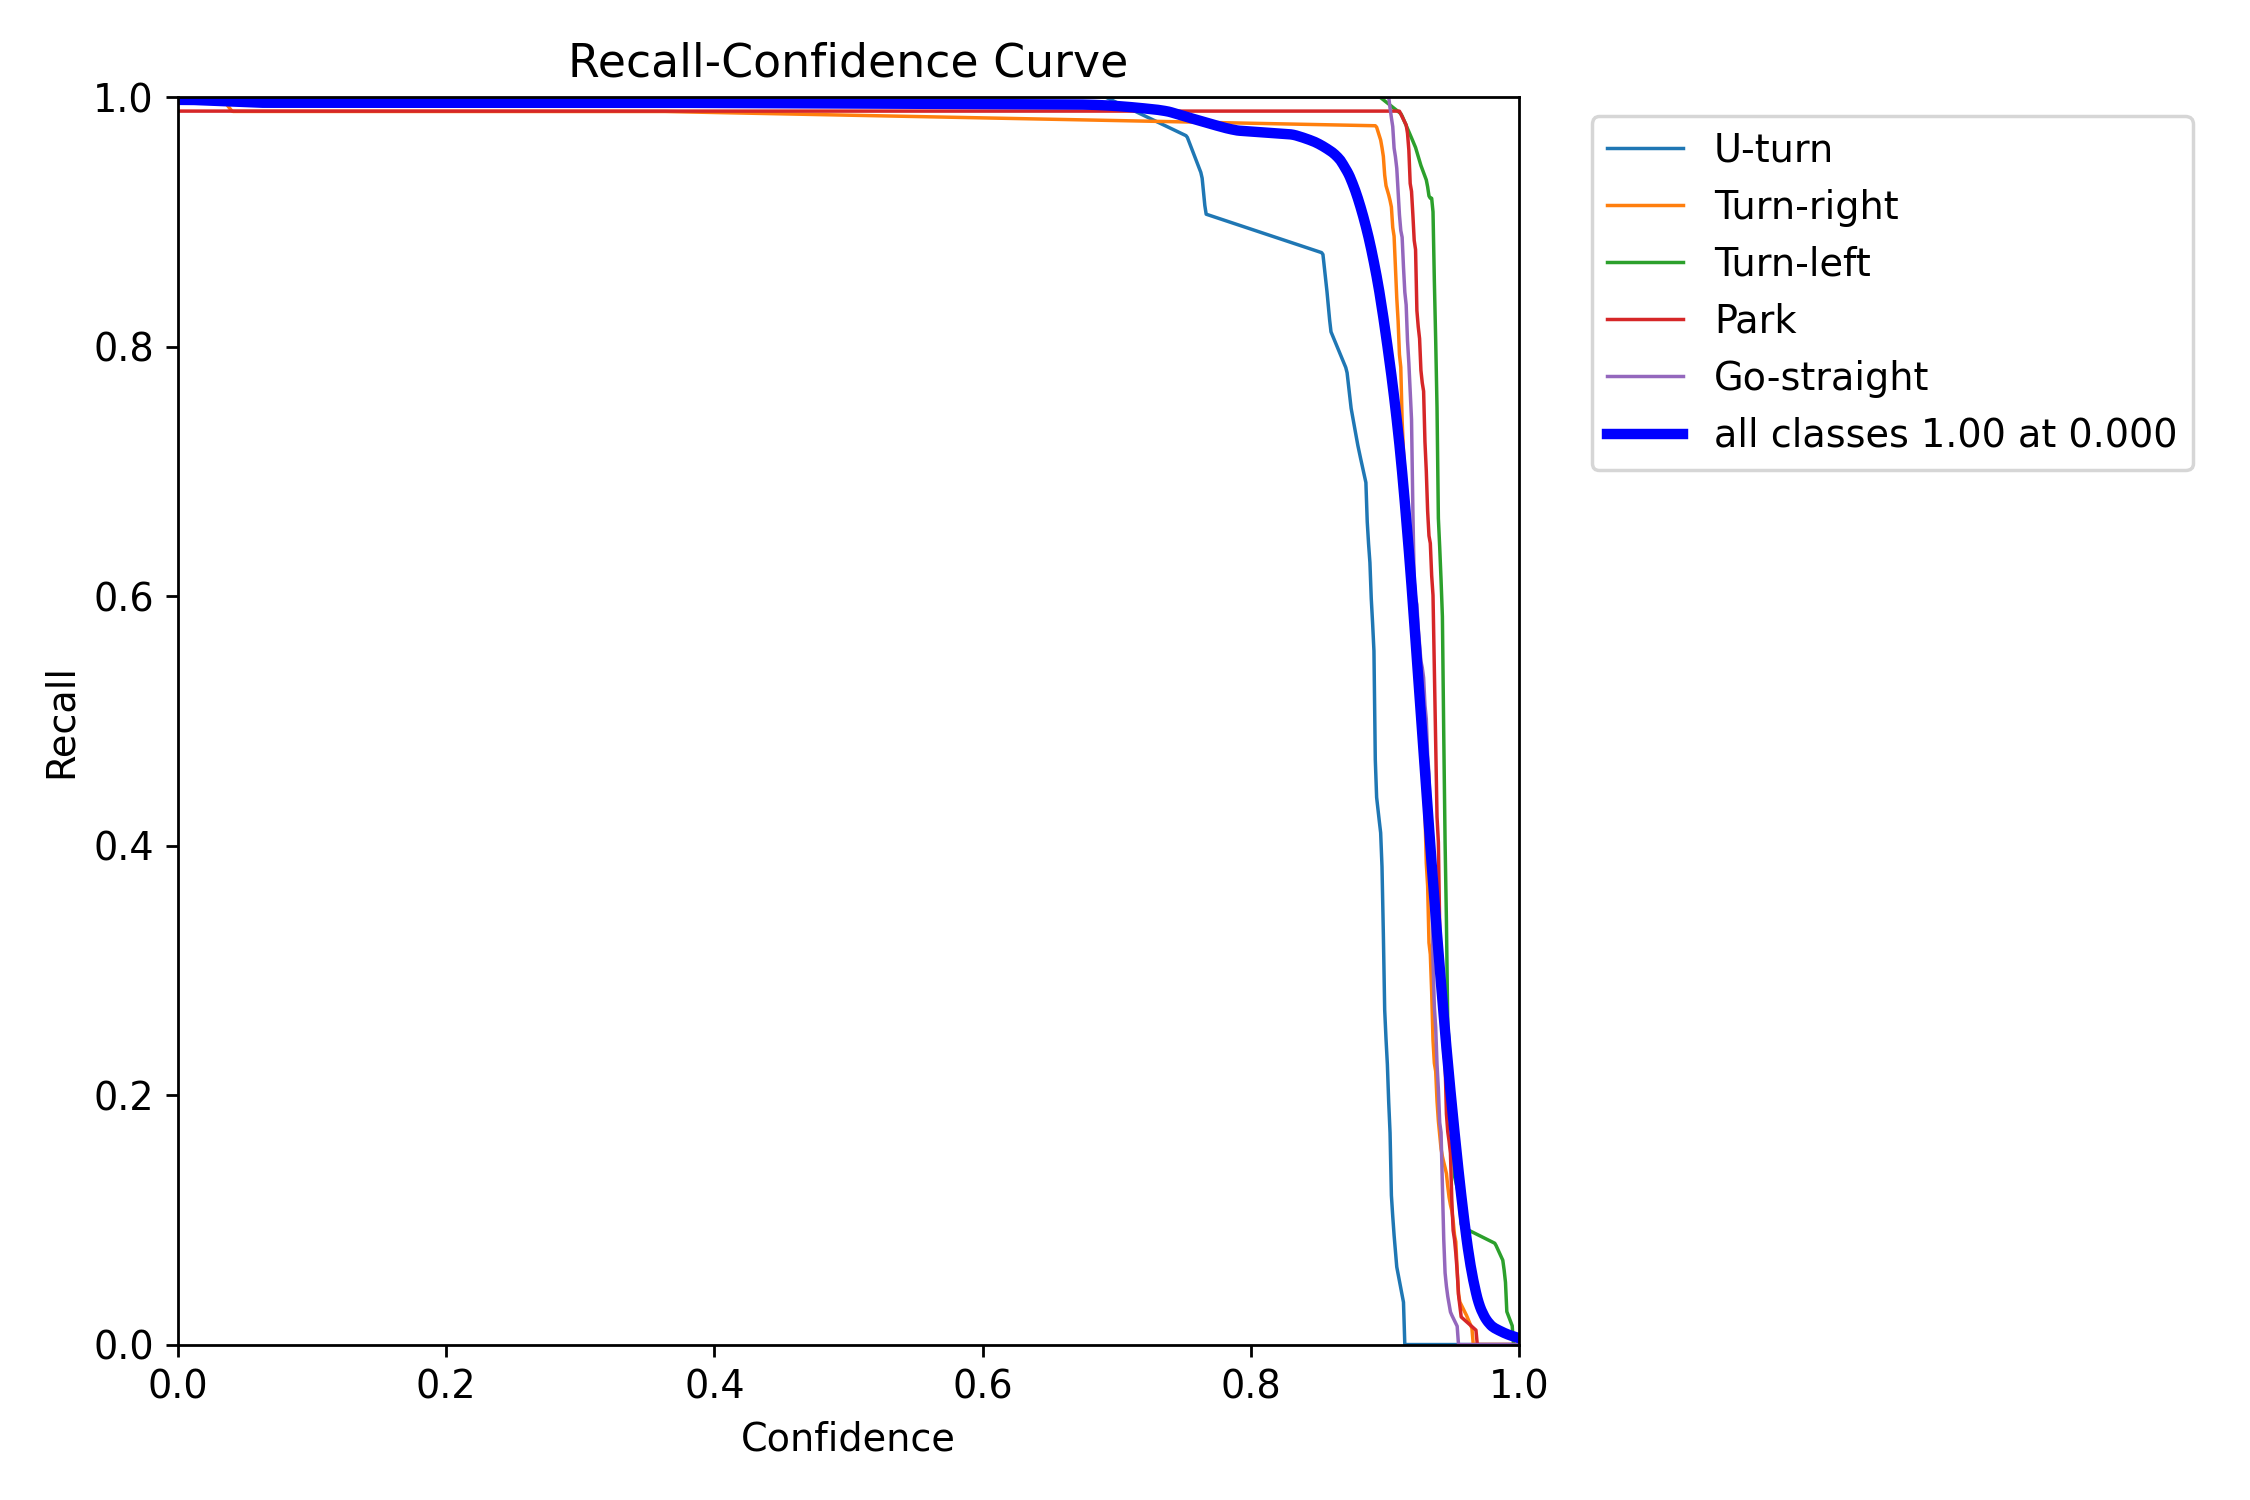 Recall-Confidence Curve
1.0
0.8
0.6
0.4
0.2
0.0
Recall
0.0 0.2 0.4 0.6 0.8 1.0
Confidence
U-turn
Turn-right
Turn-left
Park
Go-straight
all classes 1.00 at 0.000